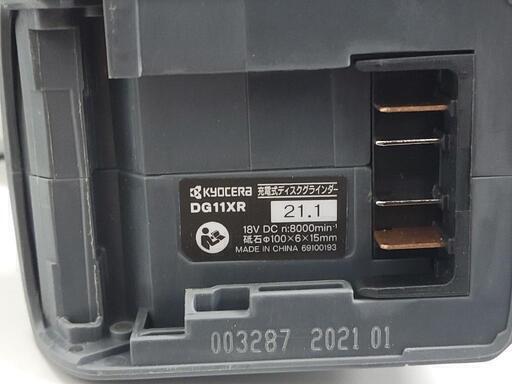 KYOCERA 充電式ディスクグラインダー
DG11XR 21.1
18V DC n:8000min⁻¹
砥石Φ100×6×15mm
MADE IN CHINA 69100193
003287 2021 01